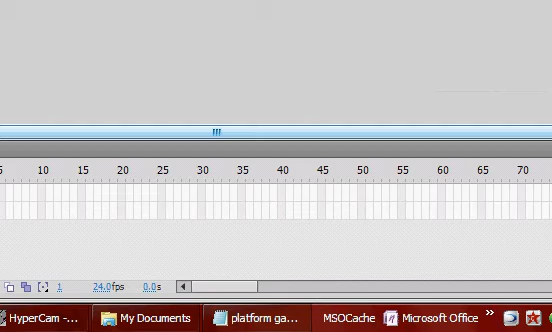 5 10 15 20 25 30 35 40 45 50 55 60 65 70
1 24.0fps 0.0s
HyperCam -... My Documents platform ga... MSOCache Microsoft Office »